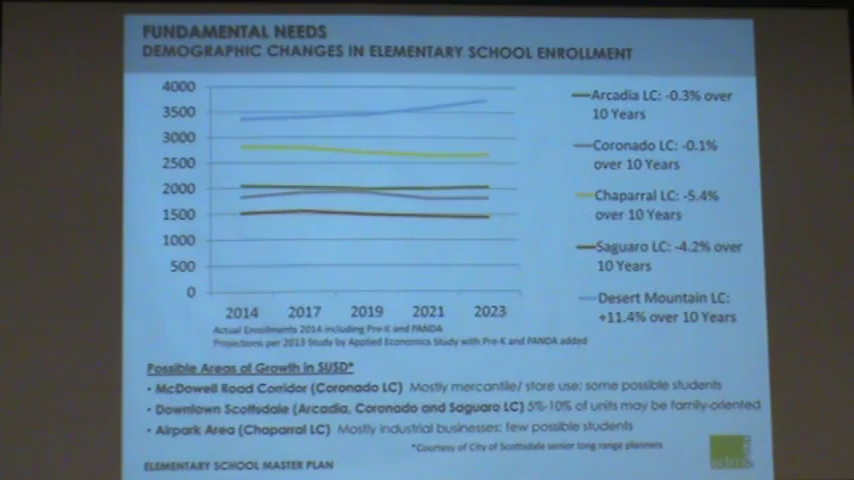 FUNDAMENTAL NEEDS
DEMOGRAPHIC CHANGES IN ELEMENTARY SCHOOL ENROLLMENT
4000
3500
3000
2500
2000
1500
1000
500
0
2014 2017 2019 2021 2023
Arcadia LC: -0.3% over
10 Years
Coronado LC: -0.1%
over 10 Years
Chaparral LC: -5.4%
over 10 Years
Saguaro LC: -4.2% over
10 Years
Desert Mountain LC:
+11.4% over 10 Years
Actual Enrollments 2014 including Pre-K and PANDA
Projections per 2013 Study by Applied Economics Study with Pre-K and PANDA added
Possible Areas of Growth in SUSD*
• McDowell Road Corridor (Coronado LC) Mostly mercantile/ store use: some possible students
• Downtown Scottsdale (Arcadia, Coronado and Saguaro LC) 5%-10% of units may be family-oriented
• Airpark Area (Chaparral LC) Mostly industrial businesses: few possible students
*Courtesy of City of Scottsdale senior long range planners
ELEMENTARY SCHOOL MASTER PLAN